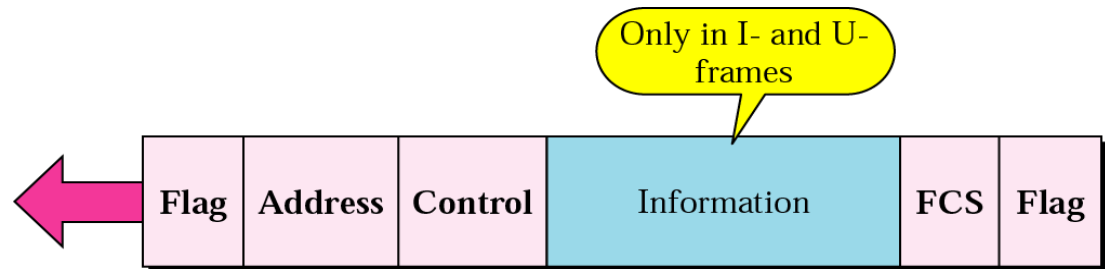 Only in I- and U-
frames
Flag Address Control Information FCS Flag